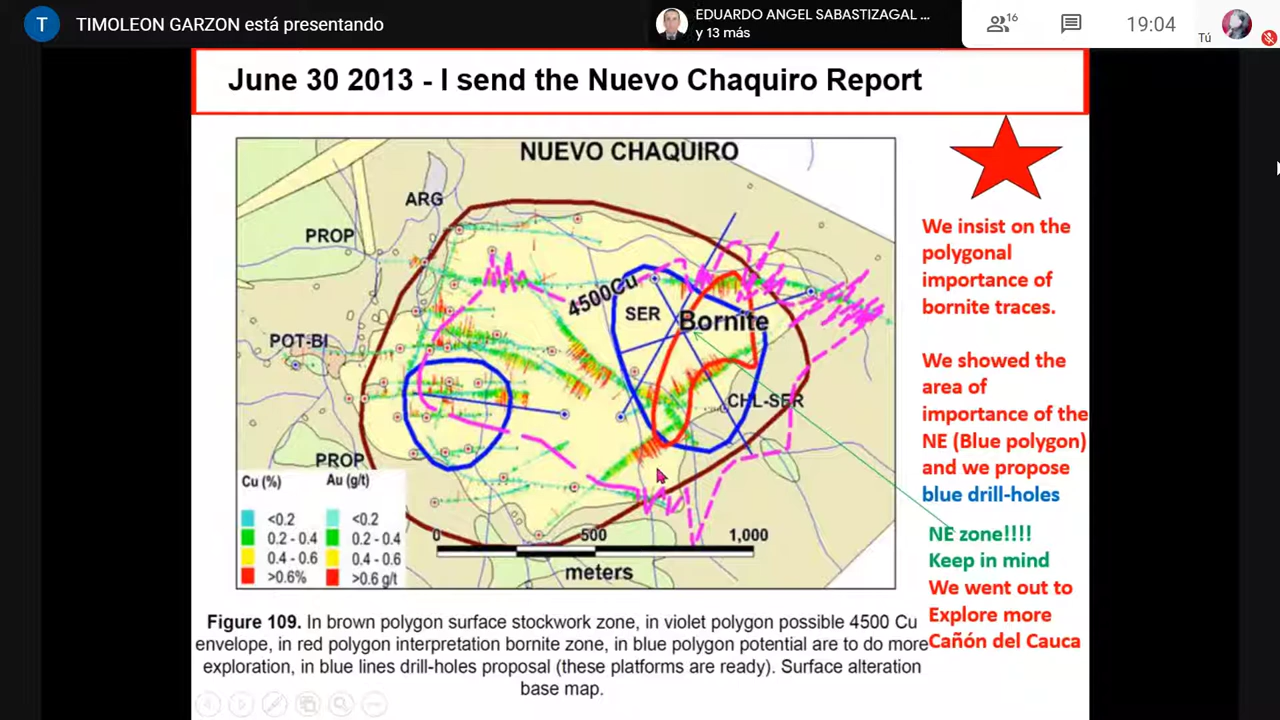 T TIMOLEON GARZON está presentando
EDUARDO ANGEL SABASTIZAGAL ...
y 13 más
16
19:04
Tú
June 30 2013 - I send the Nuevo Chaquiro Report
NUEVO CHAQUIRO
ARG
PROP
4500Cu
SER
Bornite
POT-BI
CHL-SER
PROP
Cu (%) Au (g/t)
<0.2 <0.2
0.2 - 0.4 0.2 - 0.4
0.4 - 0.6 0.4 - 0.6
>0.6% >0.6 g/t
0 500 1,000
meters
We insist on the
polygonal
importance of
bornite traces.
We showed the
area of
importance of the
NE (Blue polygon)
and we propose
blue drill-holes
NE zone!!!!
Keep in mind
We went out to
Explore more
Cañón del Cauca
Figure 109. In brown polygon surface stockwork zone, in violet polygon possible 4500 Cu
envelope, in red polygon interpretation bornite zone, in blue polygon potential are to do more
exploration, in blue lines drill-holes proposal (these platforms are ready). Surface alteration
base map.